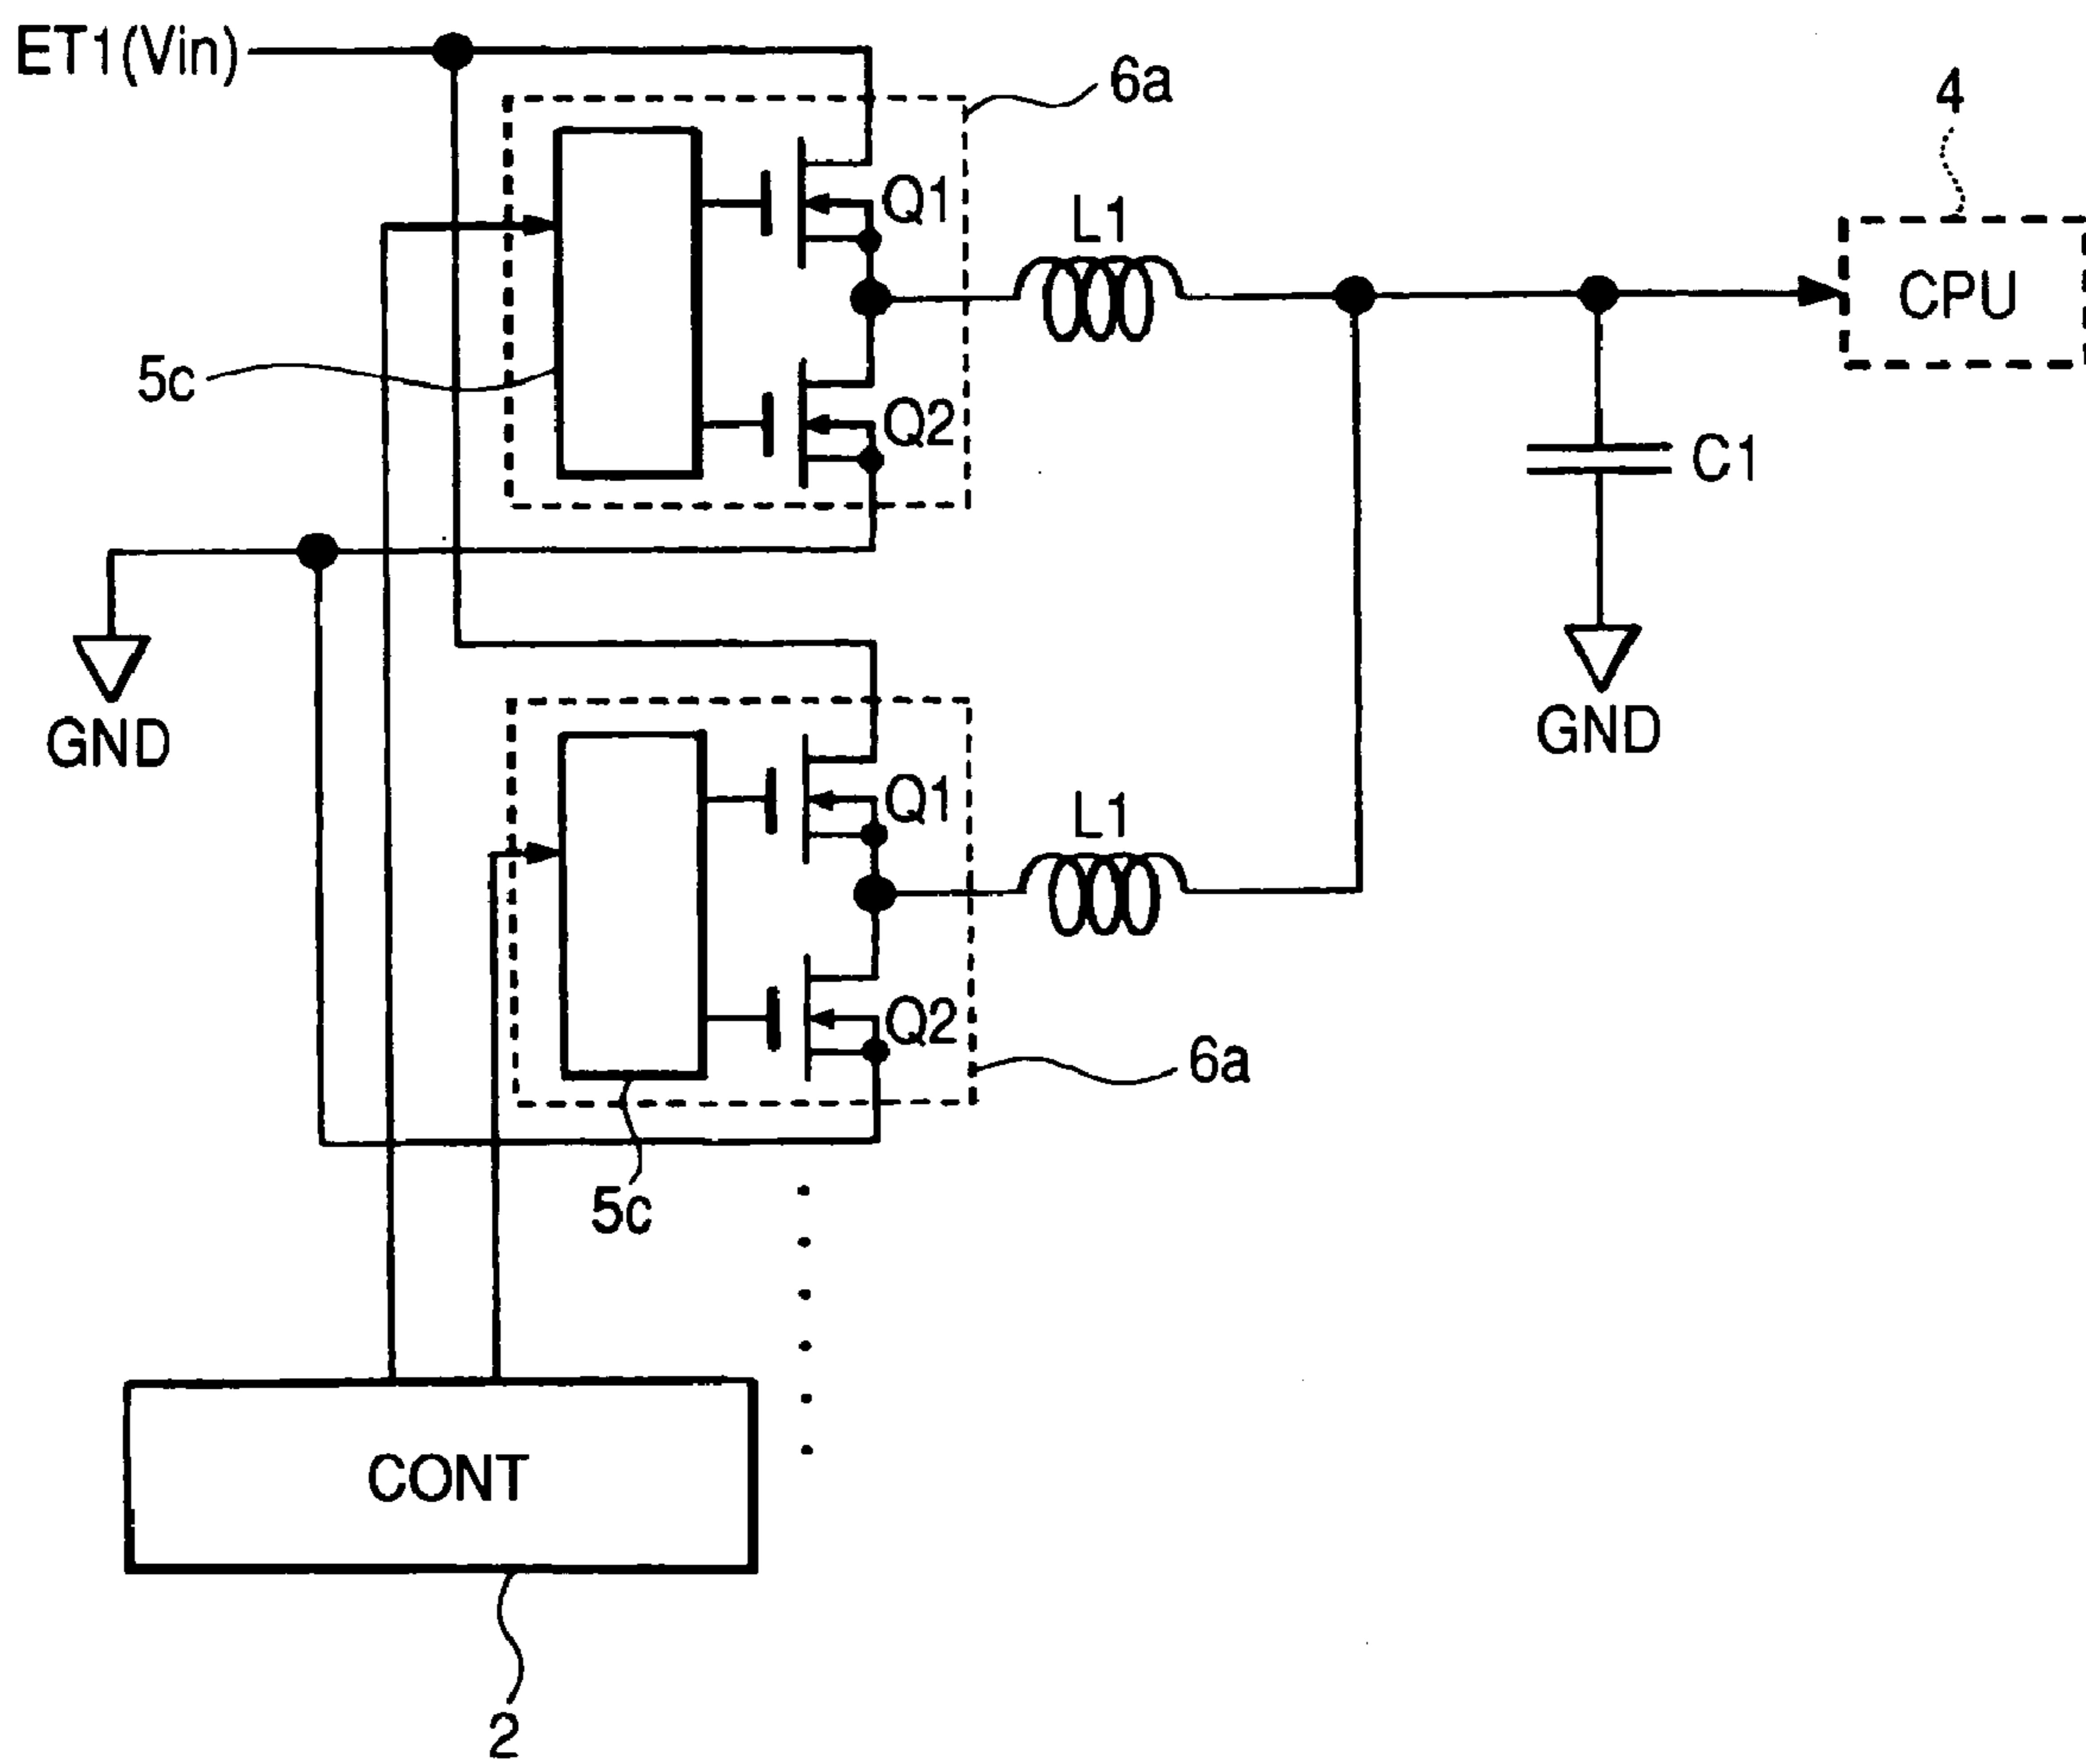 ET1(Vin)
6a
4
Q1
L1
CPU
5c
Q2
C1
GND
GND
Q1
L1
Q2
6a
5c
CONT
2